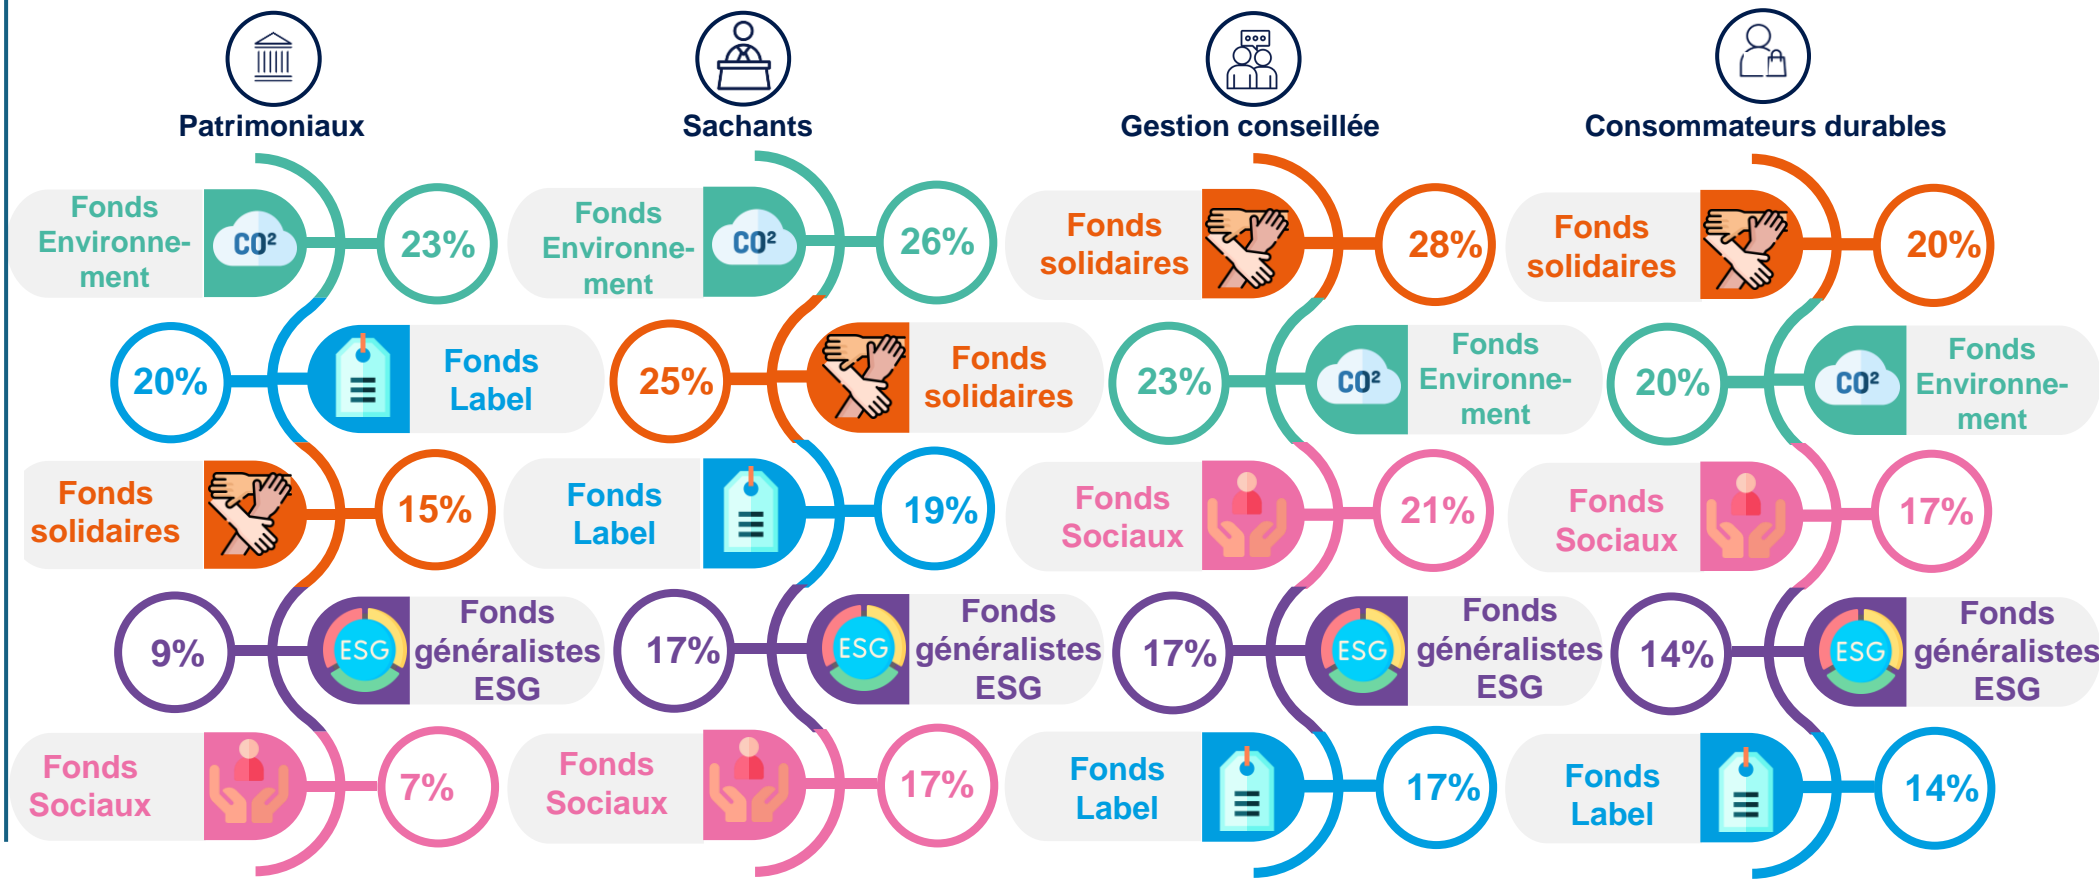 Patrimoniaux
Fonds
Environne-
ment
CO²
23%
20%
Fonds
Label
Fonds
solidaires
15%
9%
ESG
Fonds
généralistes
ESG
Fonds
Sociaux
7%
Sachants
Fonds
Environne-
ment
CO²
26%
25%
Fonds
solidaires
Fonds
Label
19%
17%
ESG
Fonds
généralistes
ESG
Fonds
Sociaux
17%
Gestion conseillée
Fonds
solidaires
28%
23%
CO²
Fonds
Environne-
ment
Fonds
Sociaux
21%
17%
ESG
Fonds
généralistes
ESG
Fonds
Label
17%
Consommateurs durables
Fonds
solidaires
20%
20%
CO²
Fonds
Environne-
ment
Fonds
Sociaux
17%
14%
ESG
Fonds
généralistes
ESG
Fonds
Label
14%